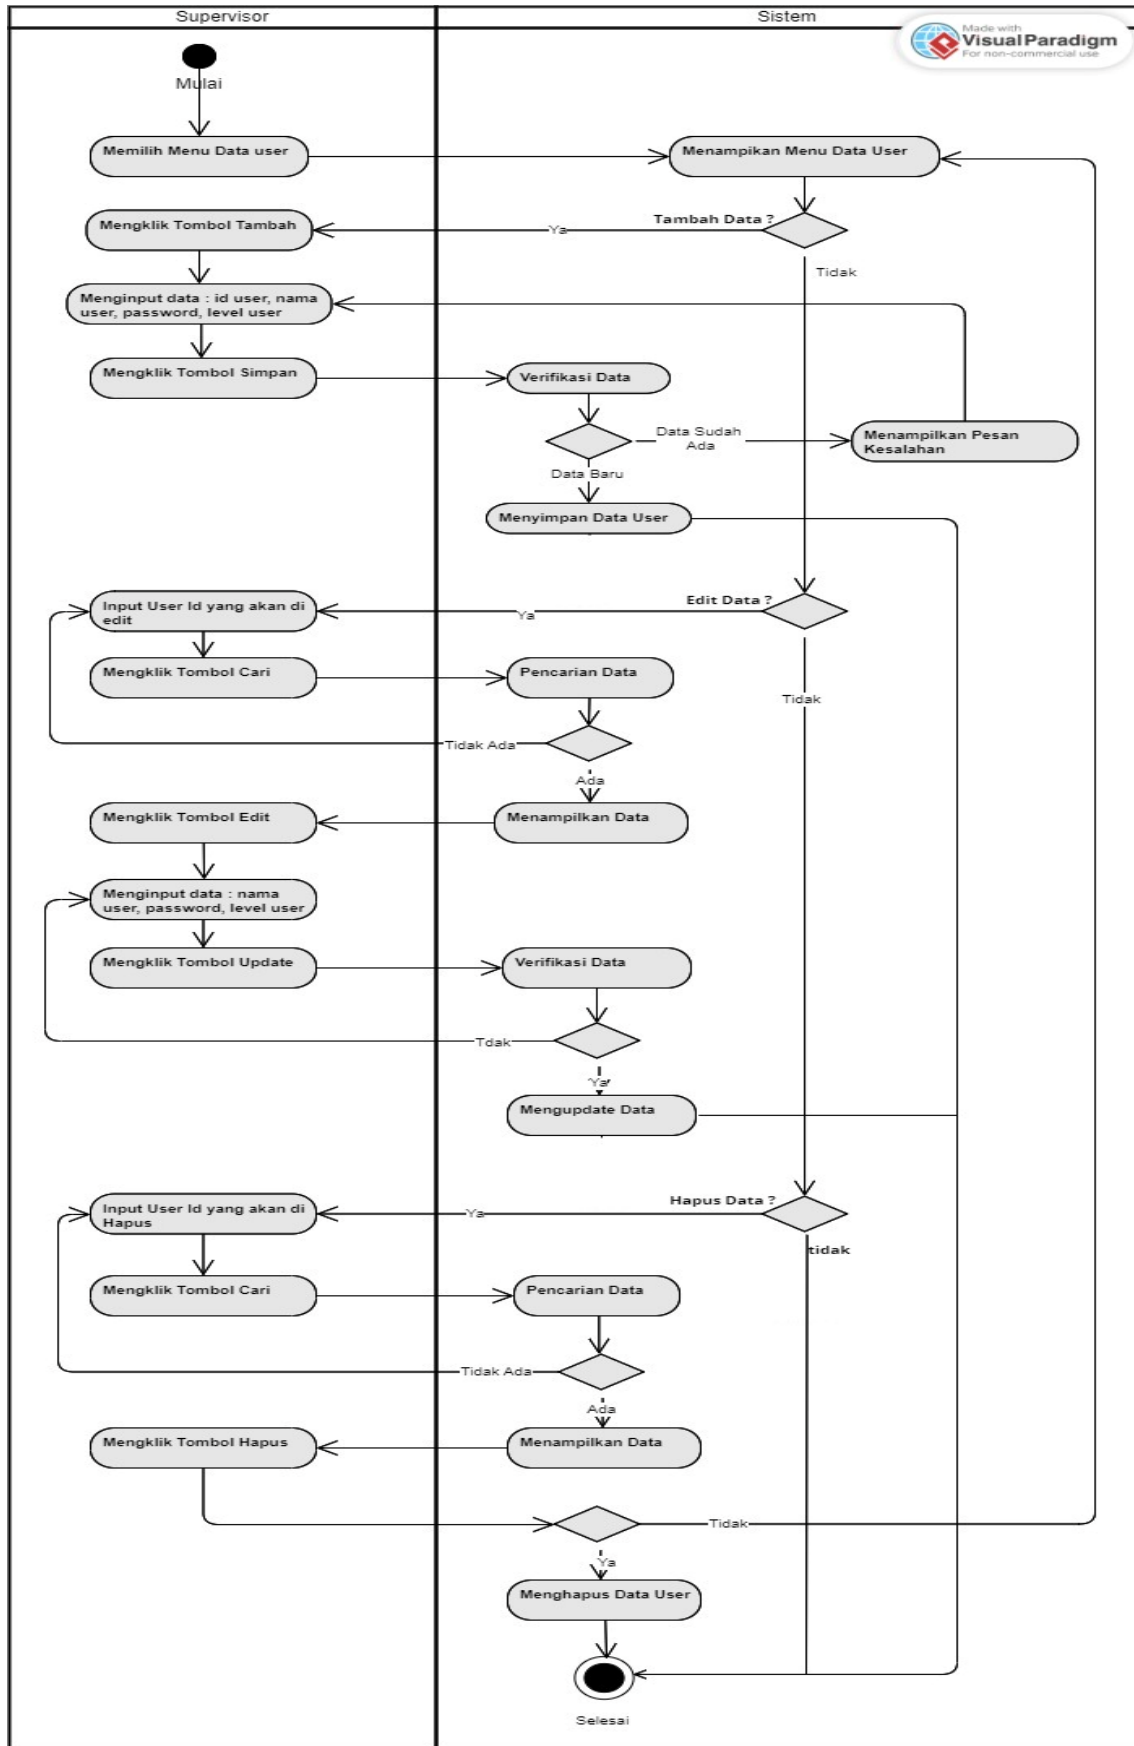 Supervisor
Sistem
Made with
VisualParadigm
For non-commercial use
Mulai
Memilih Menu Data user
Menampikan Menu Data User
Mengklik Tombol Tambah
Ya
Tambah Data ?
Tidak
Menginput data : id user, nama
user, password, level user
Mengklik Tombol Simpan
Verifikasi Data
Data Sudah
Ada
Menampilkan Pesan
Kesalahan
Data Baru
Menyimpan Data User
Input User Id yang akan di
edit
Ya
Edit Data ?
Mengklik Tombol Cari
Pencarian Data
Tidak
Tidak Ada
Ada
Mengklik Tombol Edit
Menampilkan Data
Menginput data : nama
user, password, level user
Mengklik Tombol Update
Verifikasi Data
Tdak
Ya
Mengupdate Data
Input User Id yang akan di
Hapus
Ya
Hapus Data ?
tidak
Mengklik Tombol Cari
Pencarian Data
Tidak Ada
Ada
Mengklik Tombol Hapus
Menampilkan Data
Tidak
Ya
Menghapus Data User
Selesai